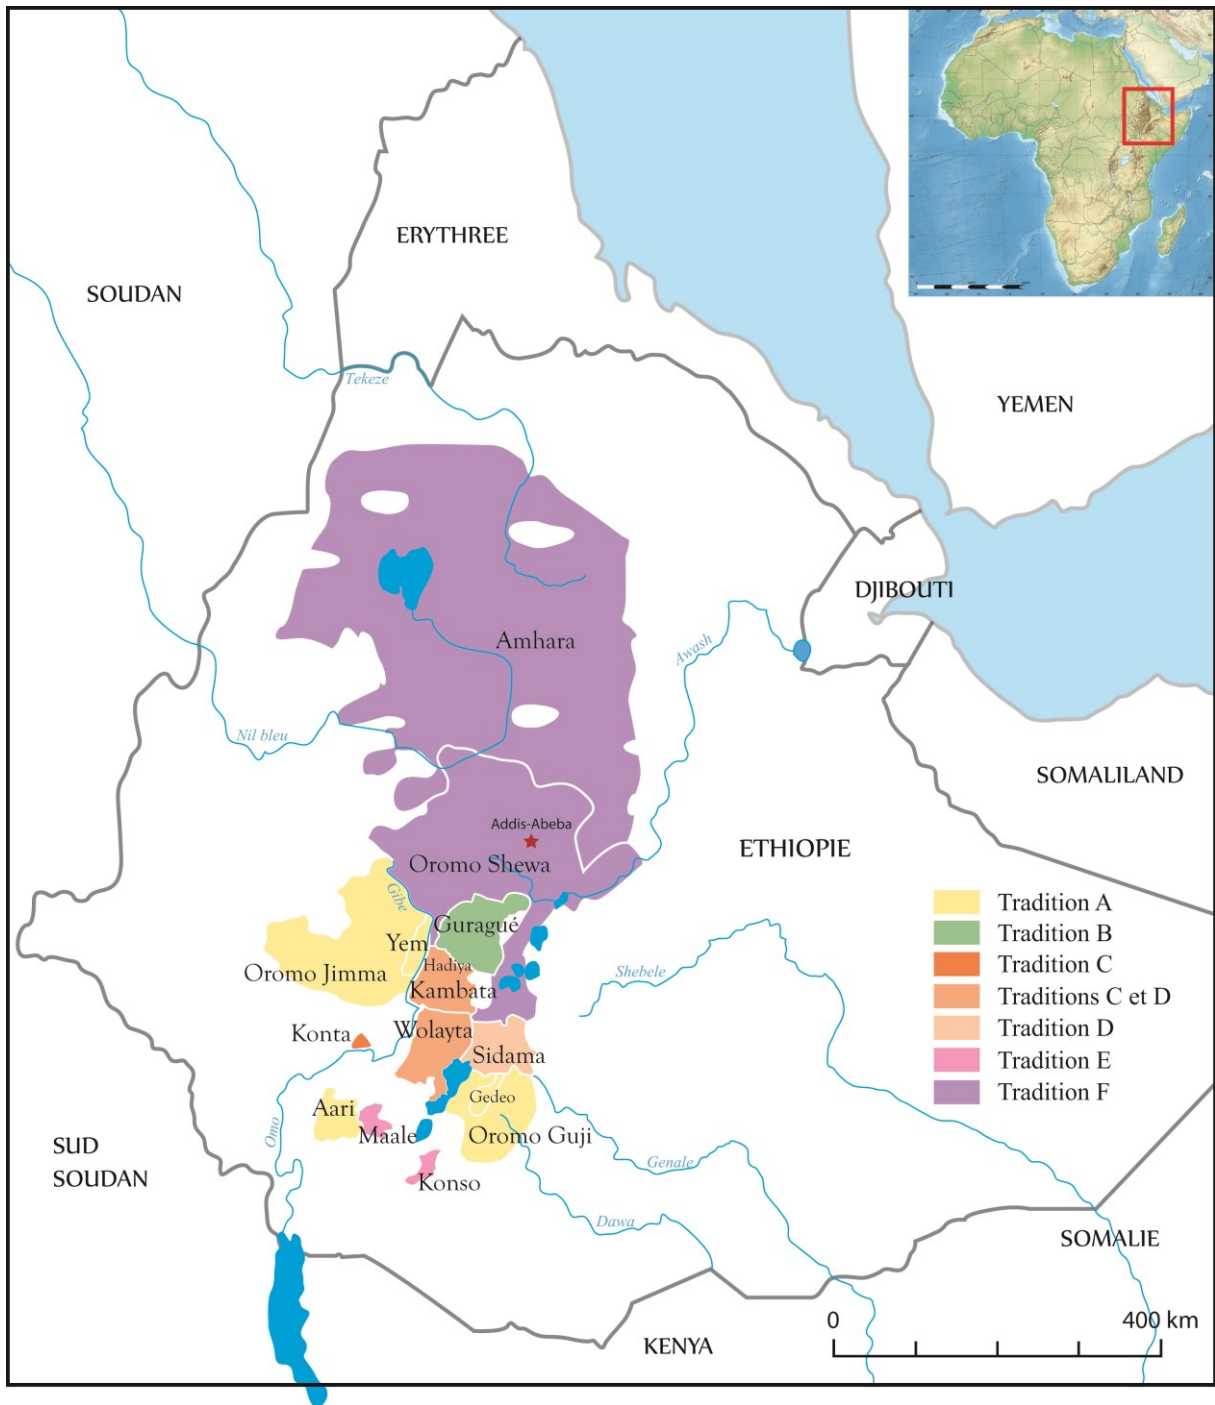 ERYTHREE
SOUDAN
Tekeze
YEMEN
DJIBOUTI
Amhara
Awash
Nil bleu
SOMALILAND
Addis-Abeba
ETHIOPIE
Oromo Shewa
Gibe
Guragué
Yem
Hadiya
Oromo Jimma
Kambata
Shebele
Konta
Wolayta
Sidama
Gedeo
Aari
Maale
Oromo Guji
Omo
SUD
SOUDAN
Genale
Konso
Dawa
SOMALIE
KENYA
Tradition A
Tradition B
Tradition C
Traditions C et D
Tradition D
Tradition E
Tradition F
0 400 km